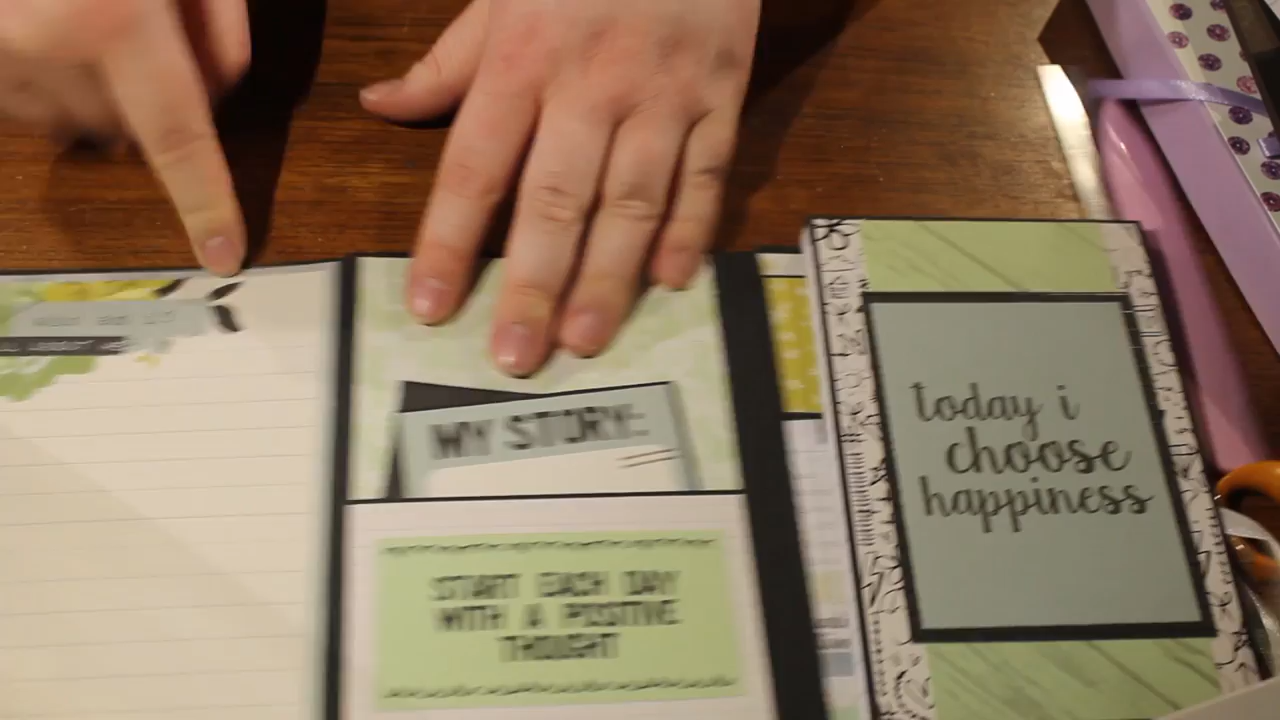 MY STORY:
START EACH DAY
WITH A POSITIVE
THOUGHT
today i
choose
happiness